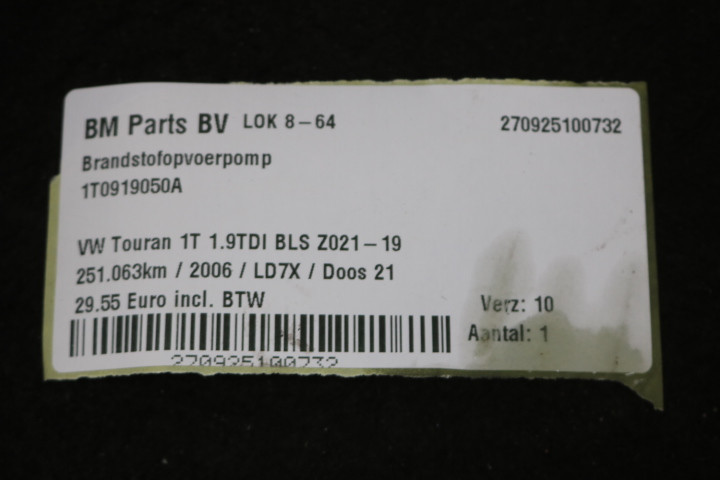 BM Parts BV LOK 8-64 270925100732
Brandstofopvoerpomp
1T0919050A
VW Touran 1T 1.9TDI BLS Z021-19
251.063km / 2006 / LD7X / Doos 21
29.55 Euro incl. BTW Verz: 10
Aantal: 1
270925100732